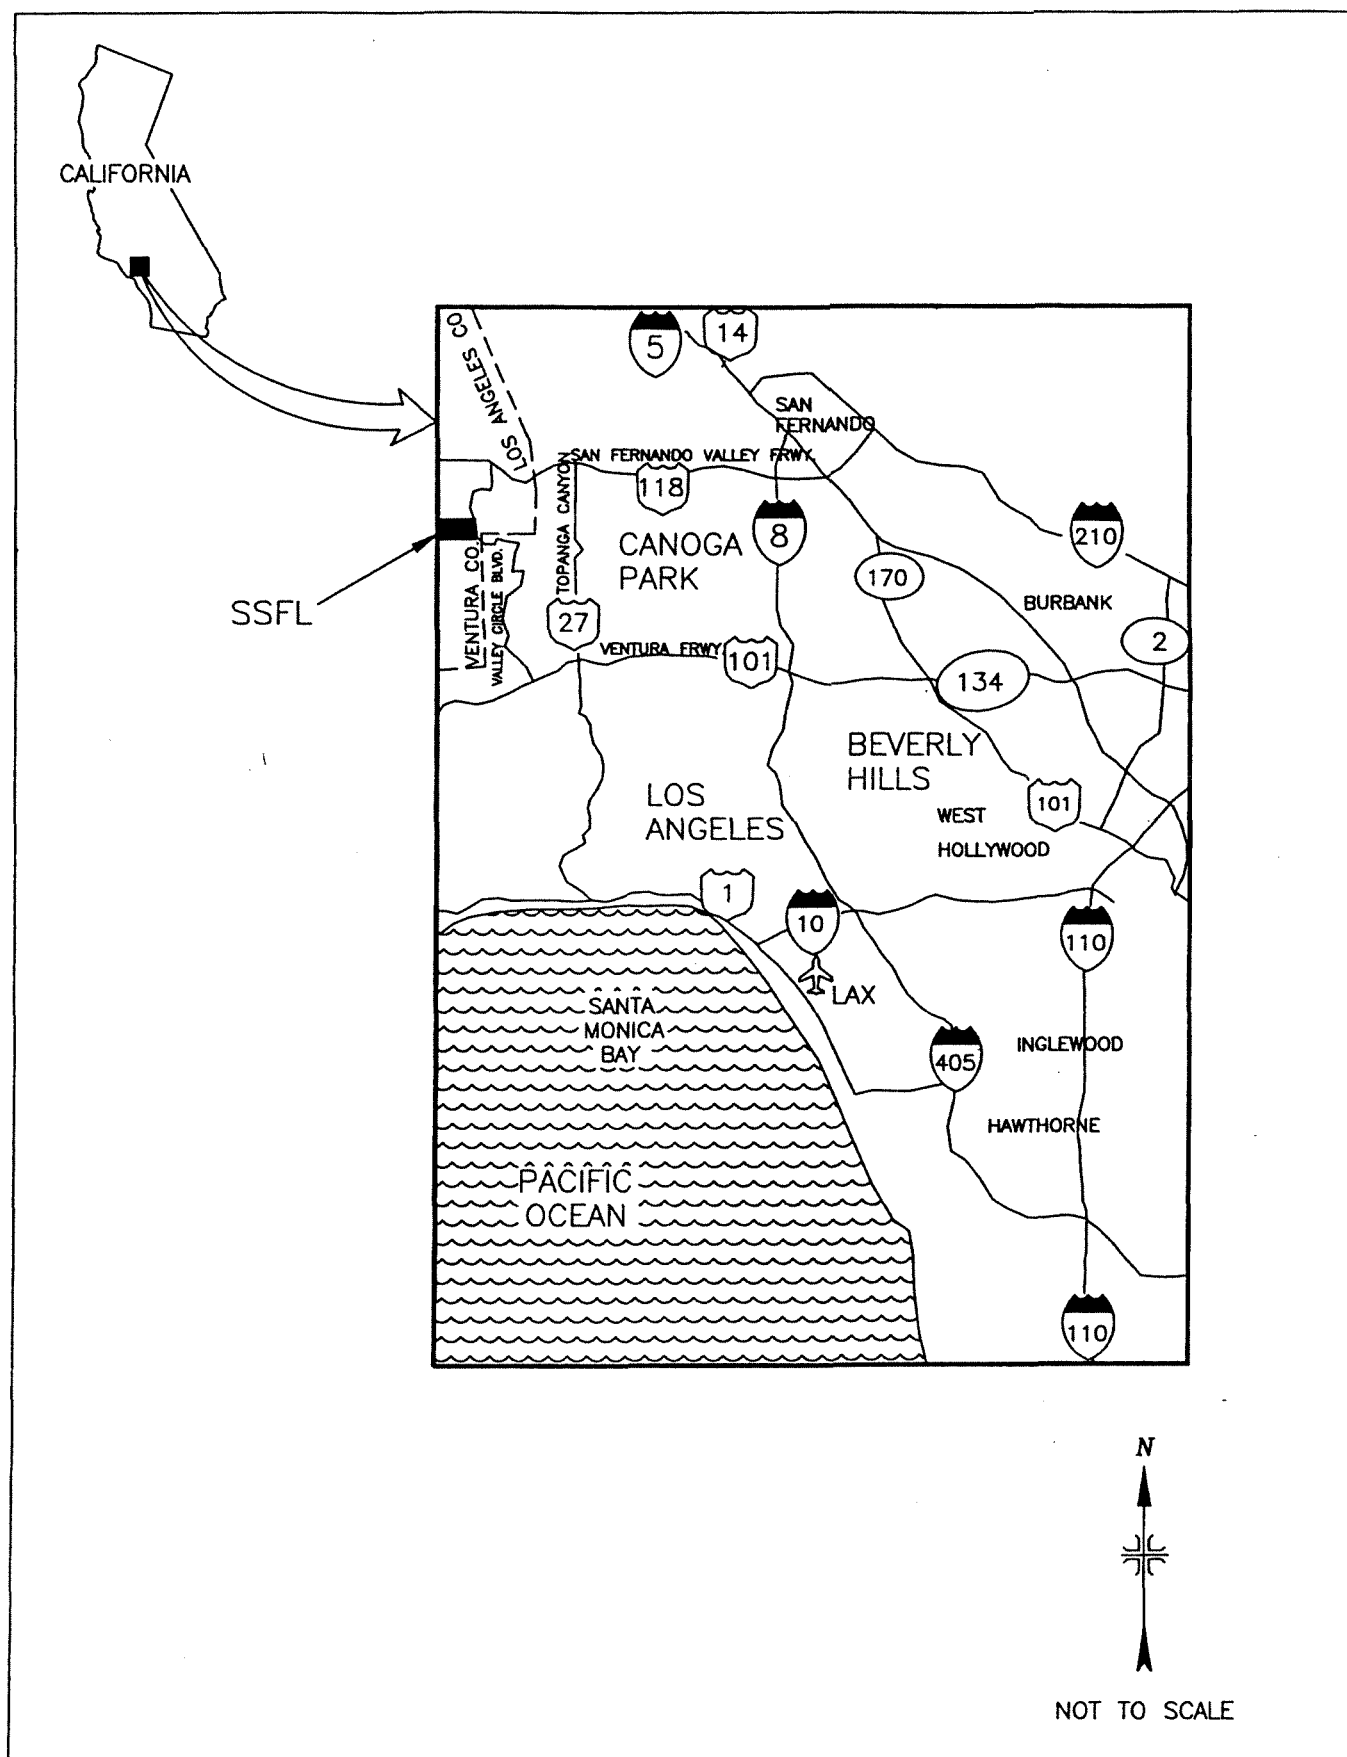 CALIFORNIA
LOS ANGELES CO
5
14
SAN
FERNANDO
SAN FERNANDO VALLEY FRWY.
118
TOPANGA CANYON
CANOGA
PARK
8
210
170
BURBANK
SSFL
VENTURA CO.
VALLEY CIRCLE BLVD.
27
VENTURA FRWY
101
2
134
BEVERLY
HILLS
LOS
ANGELES
101
WEST
HOLLYWOOD
1
10
110
LAX
SANTA
MONICA
BAY
405
INGLEWOOD
HAWTHORNE
PACIFIC
OCEAN
110
N
NOT TO SCALE